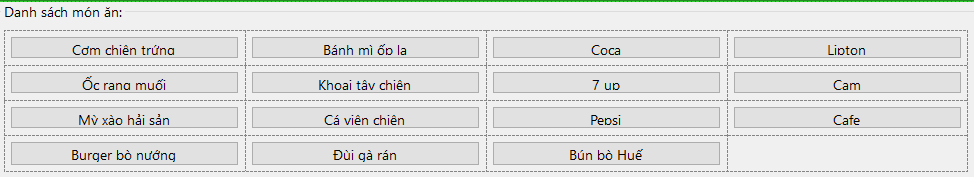 Danh sách món ăn:
Cơm chiên trứng
Bánh mì ốp la
Coca
Lipton
Ốc rang muối
Khoai tây chiên
7 up
Cam
Mỳ xào hải sản
Cá viên chiên
Pepsi
Cafe
Burger bò nướng
Đùi gà rán
Bún bò Huế